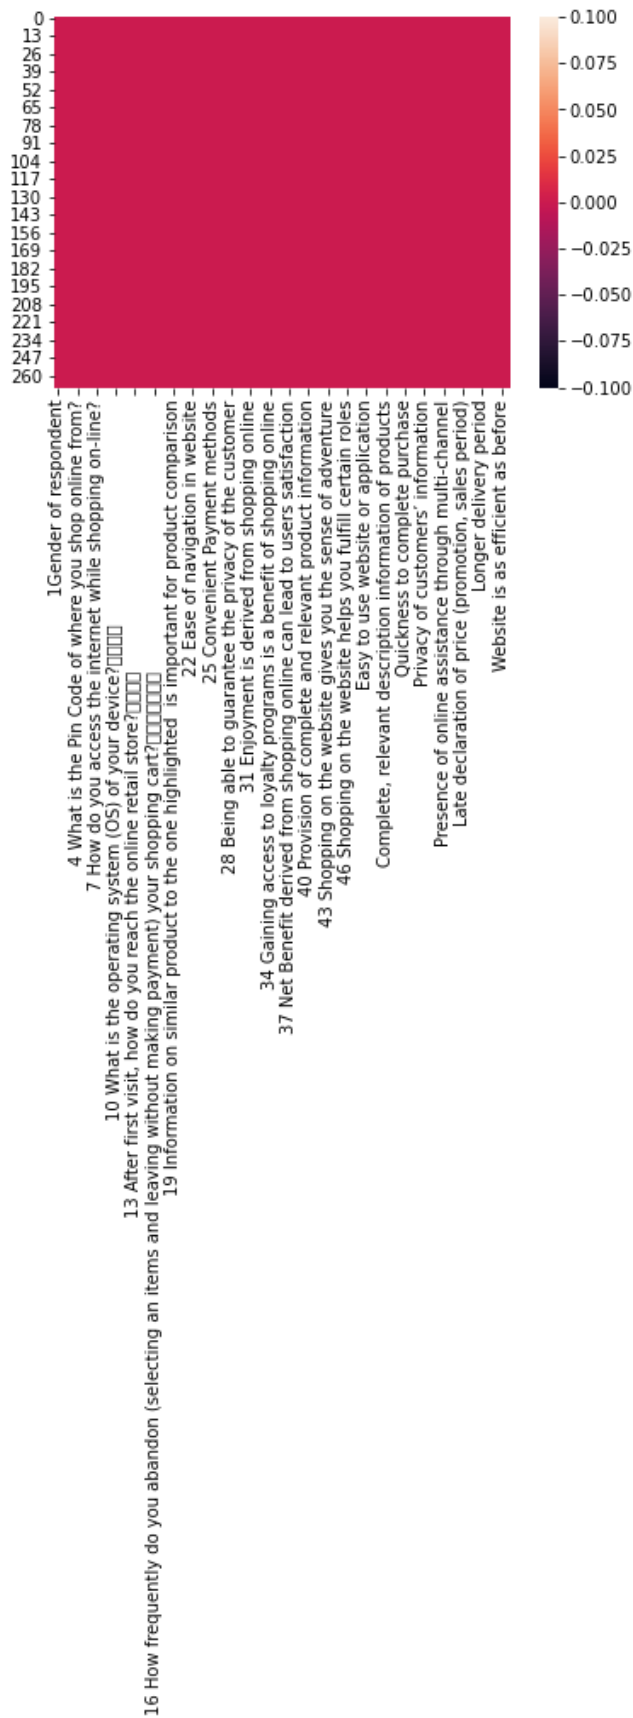 0
13
26
39
52
65
78
91
104
117
130
143
156
169
182
195
208
221
234
247
260
0.100
0.075
0.050
0.025
0.000
−0.025
−0.050
−0.075
−0.100
1Gender of respondent
4 What is the Pin Code of where you shop online from?
7 How do you access the internet while shopping on-line?
10 What is the operating system (OS) of your device?▯▯▯▯
13 After first visit, how do you reach the online retail store?▯▯▯▯
16 How frequently do you abandon (selecting an items and leaving without making payment) your shopping cart?▯▯▯▯▯▯▯
19 Information on similar product to the one highlighted  is important for product comparison
22 Ease of navigation in website
25 Convenient Payment methods
28 Being able to guarantee the privacy of the customer
31 Enjoyment is derived from shopping online
34 Gaining access to loyalty programs is a benefit of shopping online
37 Net Benefit derived from shopping online can lead to users satisfaction
40 Provision of complete and relevant product information
43 Shopping on the website gives you the sense of adventure
46 Shopping on the website helps you fulfill certain roles
Easy to use website or application
Complete, relevant description information of products
Quickness to complete purchase
Privacy of customers’ information
Presence of online assistance through multi-channel
Late declaration of price (promotion, sales period)
Longer delivery period
Website is as efficient as before